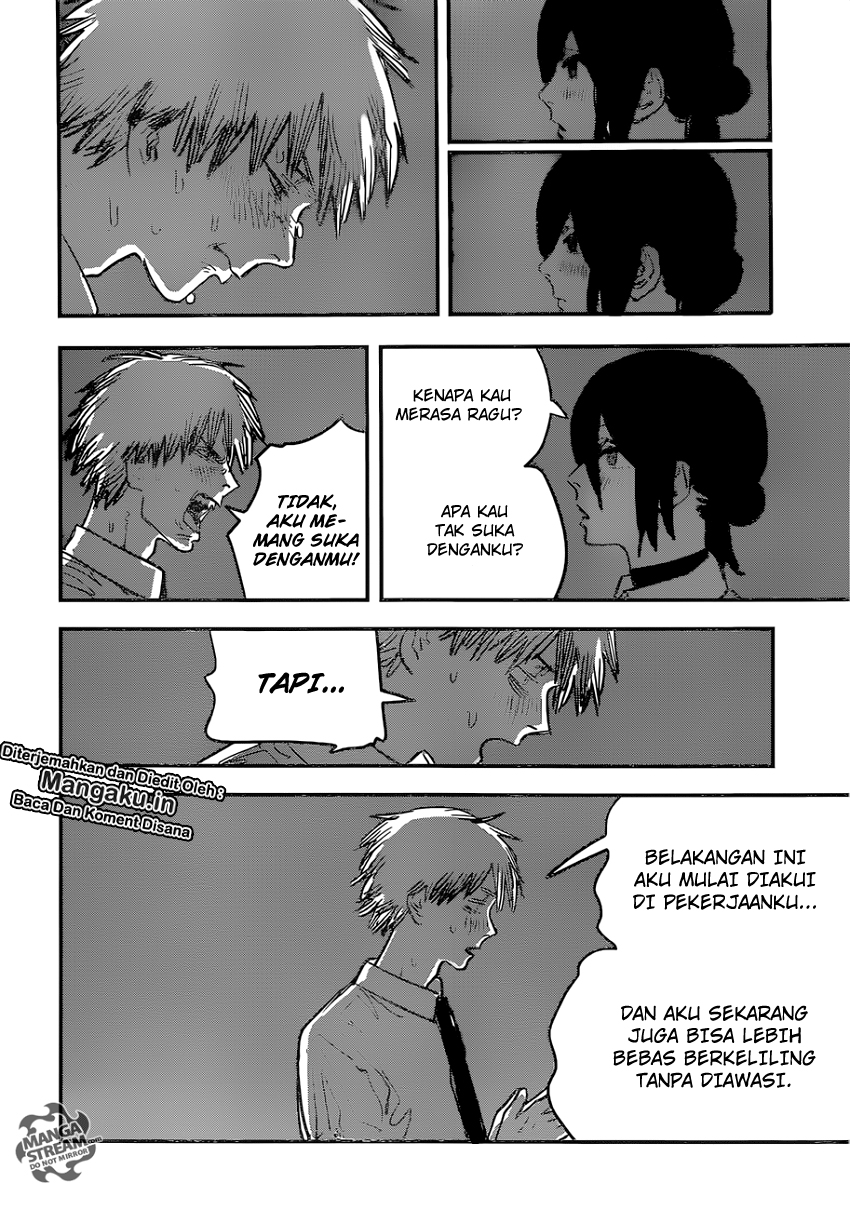 KENAPA KAU
MERASA RAGU?
APA KAU
TAK SUKA
DENGANKU?
TIDAK,
AKU ME-
MANG SUKA
DENGANMU!
TAPI...
Diterjemahkan dan Diedit Oleh :
Mangaku.in
Baca Dan Koment Disana
BELAKANGAN INI
AKU MULAI DIAKUI
DI PEKERJAANKU...
DAN AKU SEKARANG
JUGA BISA LEBIH
BEBAS BERKELILING
TANPA DIAWASI.
MANGA
STREAM.com
DO NOT MIRROR